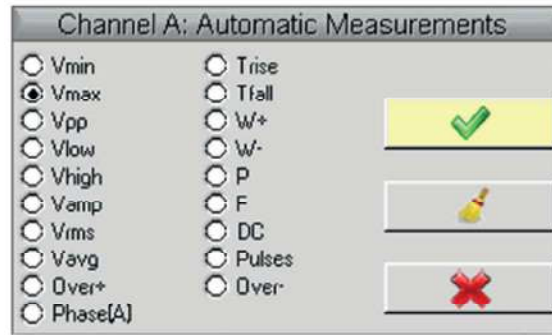 Channel A: Automatic Measurements
Vmin
Vmax
Vpp
Vlow
Vhigh
Vamp
Vrms
Vavg
Over+
Phase[A]
Trise
Tfall
W+
W-
P
F
DC
Pulses
Over-